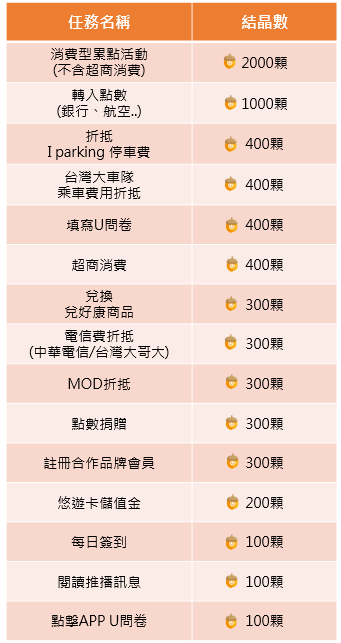 任務名稱 結晶數
消費型累點活動
(不含超商消費) 2000顆
轉入點數
(銀行、航空..) 1000顆
折抵
I parking 停車費 400顆
台灣大車隊
乘車費用折抵 400顆
填寫U問卷 400顆
超商消費 400顆
兌換
兌好康商品 300顆
電信費折抵
(中華電信/台灣大哥大) 300顆
MOD折抵 300顆
點數捐贈 300顆
註冊合作品牌會員 300顆
悠遊卡儲值金 200顆
每日簽到 100顆
閱讀推播訊息 100顆
點擊APP U問卷 100顆